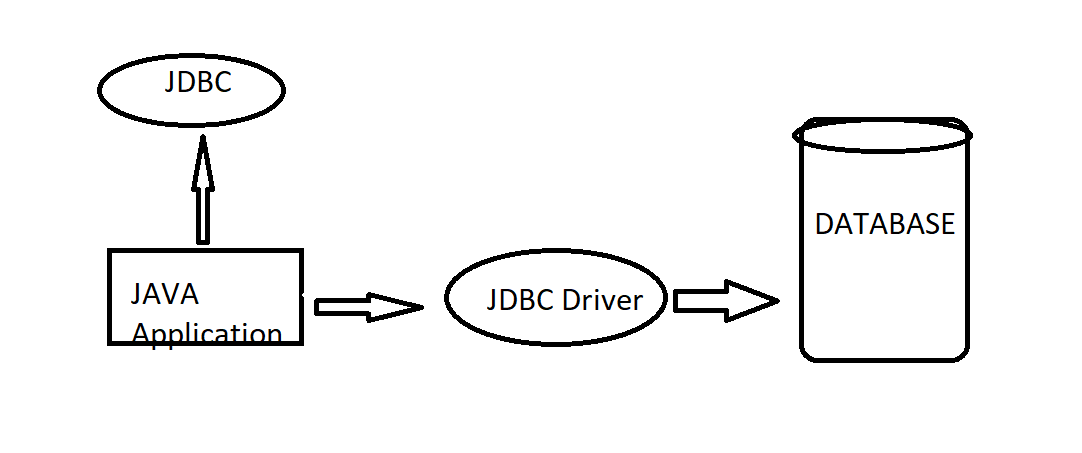 JDBC
JAVA
Application
JDBC Driver
DATABASE